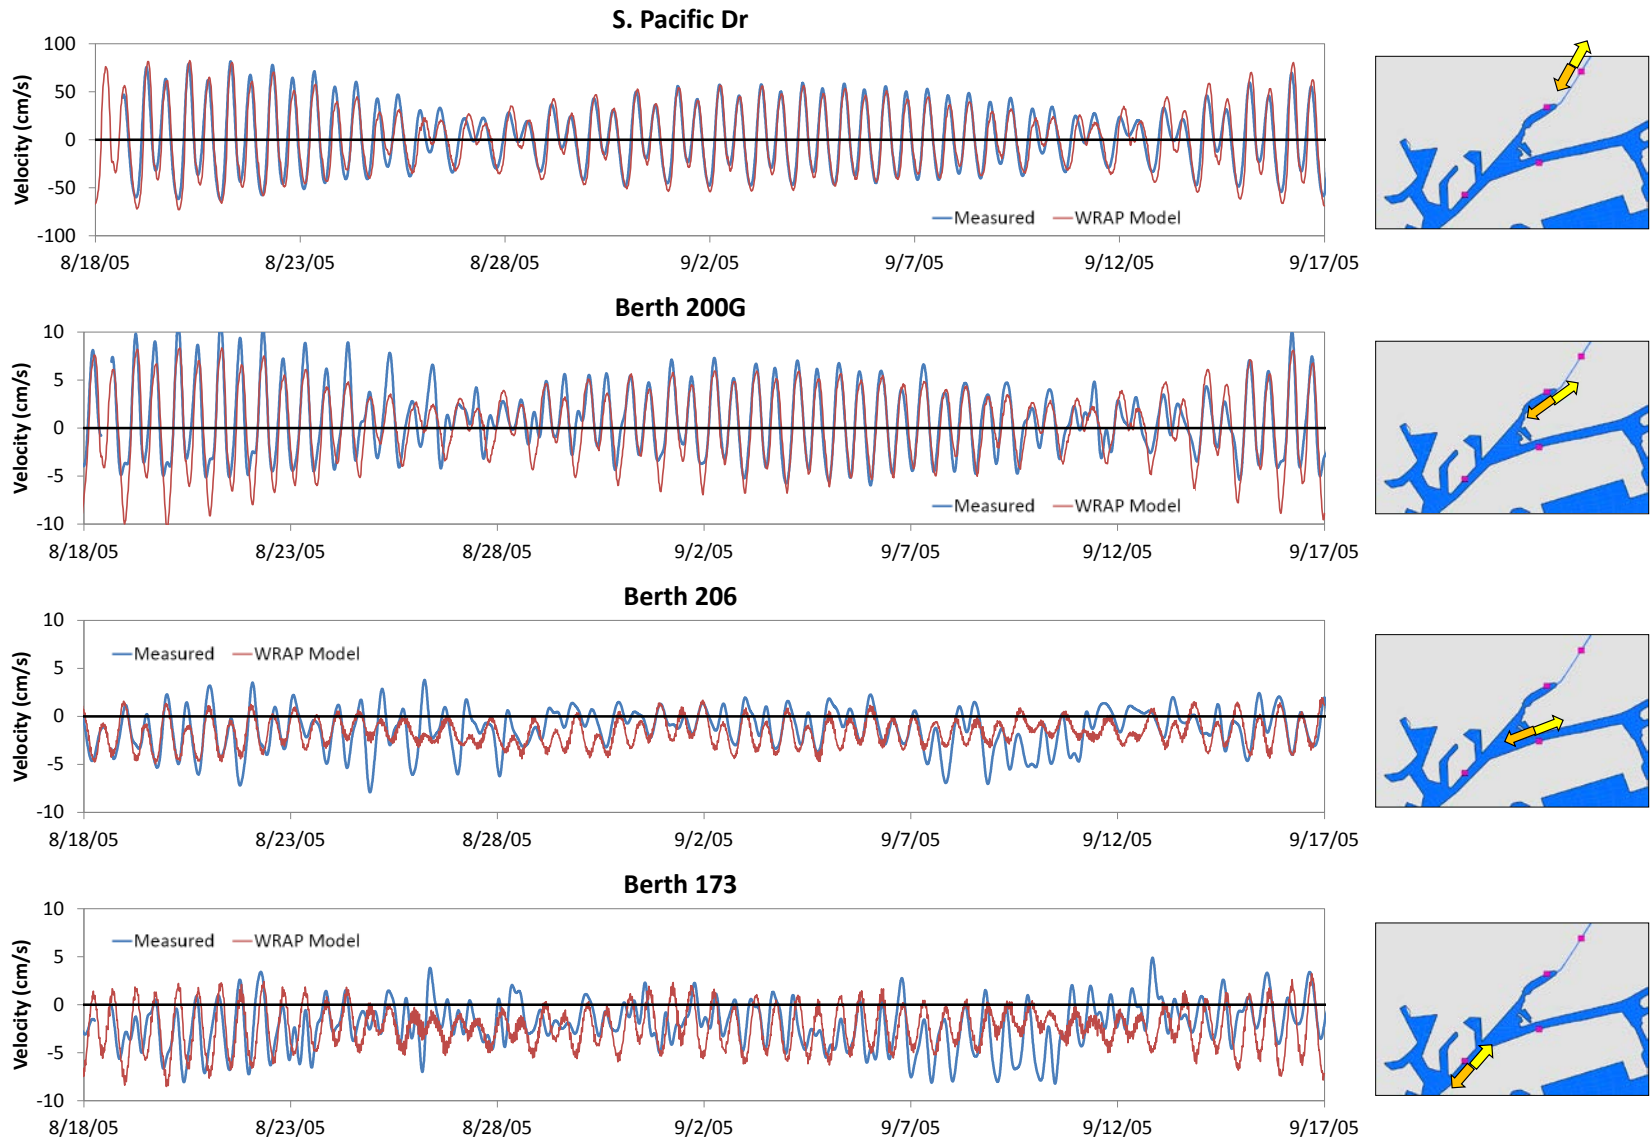 S. Pacific Dr
Velocity (cm/s)
100
50
0
-50
-100
Measured WRAP Model
8/18/05 8/23/05 8/28/05 9/2/05 9/7/05 9/12/05 9/17/05
Berth 200G
Velocity (cm/s)
10
5
0
-5
-10
Measured WRAP Model
8/18/05 8/23/05 8/28/05 9/2/05 9/7/05 9/12/05 9/17/05
Berth 206
Velocity (cm/s)
10
Measured WRAP Model
5
0
-5
-10
8/18/05 8/23/05 8/28/05 9/2/05 9/7/05 9/12/05 9/17/05
Berth 173
Velocity (cm/s)
10
Measured WRAP Model
5
0
-5
-10
8/18/05 8/23/05 8/28/05 9/2/05 9/7/05 9/12/05 9/17/05